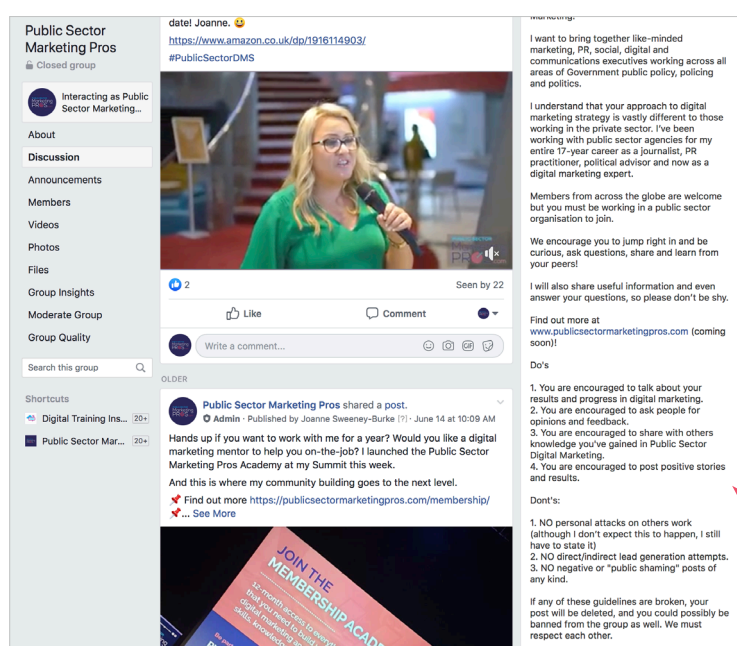 Public Sector
Marketing Pros
Closed group
Interacting as Public
Sector Marketing...
About
Discussion
Announcements
Members
Videos
Photos
Files
Group Insights
Moderate Group
Group Quality
Search this group
Shortcuts
Digital Training Ins... 20+
Public Sector Mar... 20+
date! Joanne. 😃
https://www.amazon.co.uk/dp/1916114903/
#PublicSectorDMS
2
Seen by 22
Like
Comment
Write a comment...
GIF
OLDER
Public Sector Marketing Pros shared a post.
Admin · Published by Joanne Sweeney-Burke [?] · June 14 at 10:09 AM
Hands up if you want to work with me for a year? Would you like a digital
marketing mentor to help you on-the-job? I launched the Public Sector
Marketing Pros Academy at my Summit this week.
And this is where my community building goes to the next level.
📌 Find out more https://publicsectormarketingpros.com/membership/
📌... See More
JOIN THE
MEMBERSHIP ACAD
12-month access to everyt
that you need to build
digital marketing
skills, knowled
Marketing.
I want to bring together like-minded
marketing, PR, social, digital and
communications executives working across all
areas of Government public policy, policing
and politics.
I understand that your approach to digital
marketing strategy is vastly different to those
working in the private sector. I've been
working with public sector agencies for my
entire 17-year career as a journalist, PR
practitioner, political advisor and now as a
digital marketing expert.
Members from across the globe are welcome
but you must be working in a public sector
organisation to join.
We encourage you to jump right in and be
curious, ask questions, share and learn from
your peers!
I will also share useful information and even
answer your questions, so please don't be shy.
Find out more at
www.publicsectormarketingpros.com (coming
soon)!
Do's
1. You are encouraged to talk about your
results and progress in digital marketing.
2. You are encouraged to ask people for
opinions and feedback.
3. You are encouraged to share with others
knowledge you've gained in Public Sector
Digital Marketing.
4. You are encouraged to post positive stories
and results.
Dont's:
1. NO personal attacks on others work
(although I don't expect this to happen, I still
have to state it)
2. NO direct/indirect lead generation attempts.
3. NO negative or "public shaming" posts of
any kind.
If any of these guidelines are broken, your
post will be deleted, and you could possibly be
banned from the group as well. We must
respect each other.